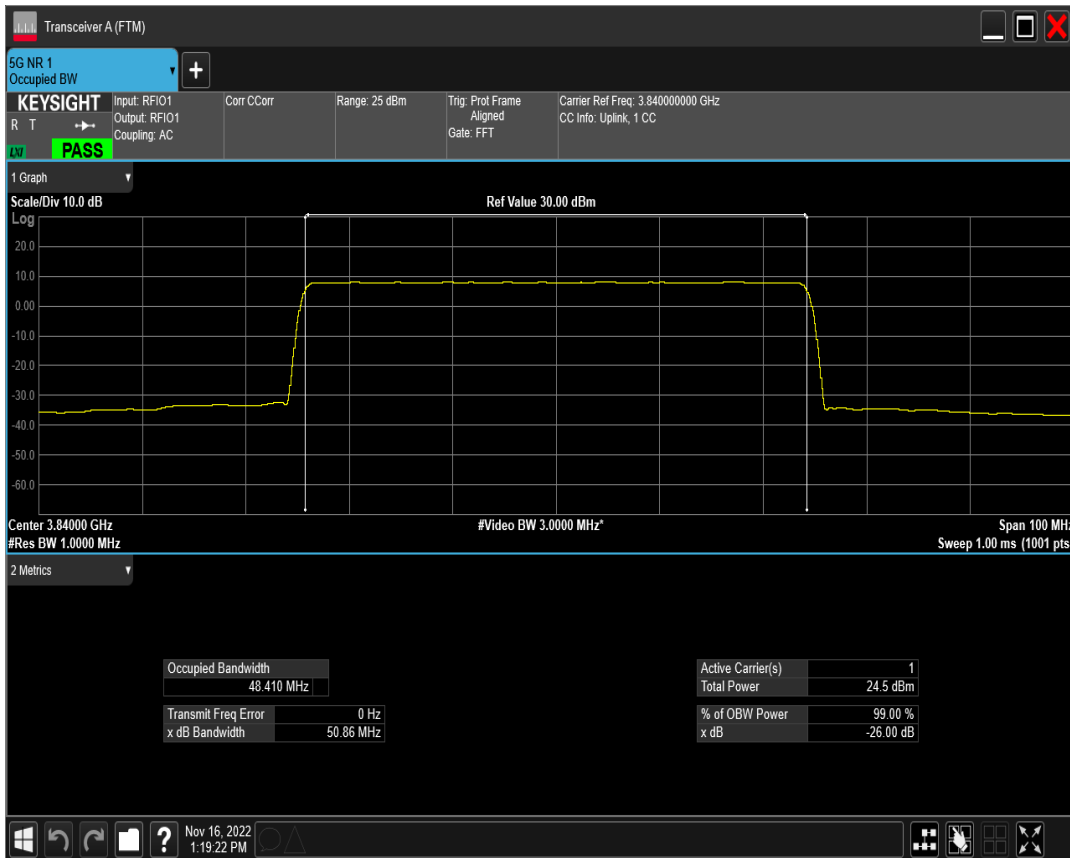 Transceiver A (FTM)
5G NR 1
Occupied BW
+
KEYSIGHT
R T
LXI
PASS
Input: RFIO1
Output: RFIO1
Coupling: AC
Corr CCorr
Range: 25 dBm
Trig: Prot Frame
Aligned
Gate: FFT
Carrier Ref Freq: 3.840000000 GHz
CC Info: Uplink, 1 CC
1 Graph
Scale/Div 10.0 dB
Ref Value 30.00 dBm
Log
20.0
10.0
0.00
-10.0
-20.0
-30.0
-40.0
-50.0
-60.0
Center 3.84000 GHz
#Video BW 3.0000 MHz*
Span 100 MHz
#Res BW 1.0000 MHz
Sweep 1.00 ms (1001 pts
2 Metrics
Occupied Bandwidth
48.410 MHz
Transmit Freq Error 0 Hz
x dB Bandwidth 50.86 MHz
Active Carrier(s) 1
Total Power 24.5 dBm
% of OBW Power 99.00 %
x dB -26.00 dB
?
Nov 16, 2022
1:19:22 PM